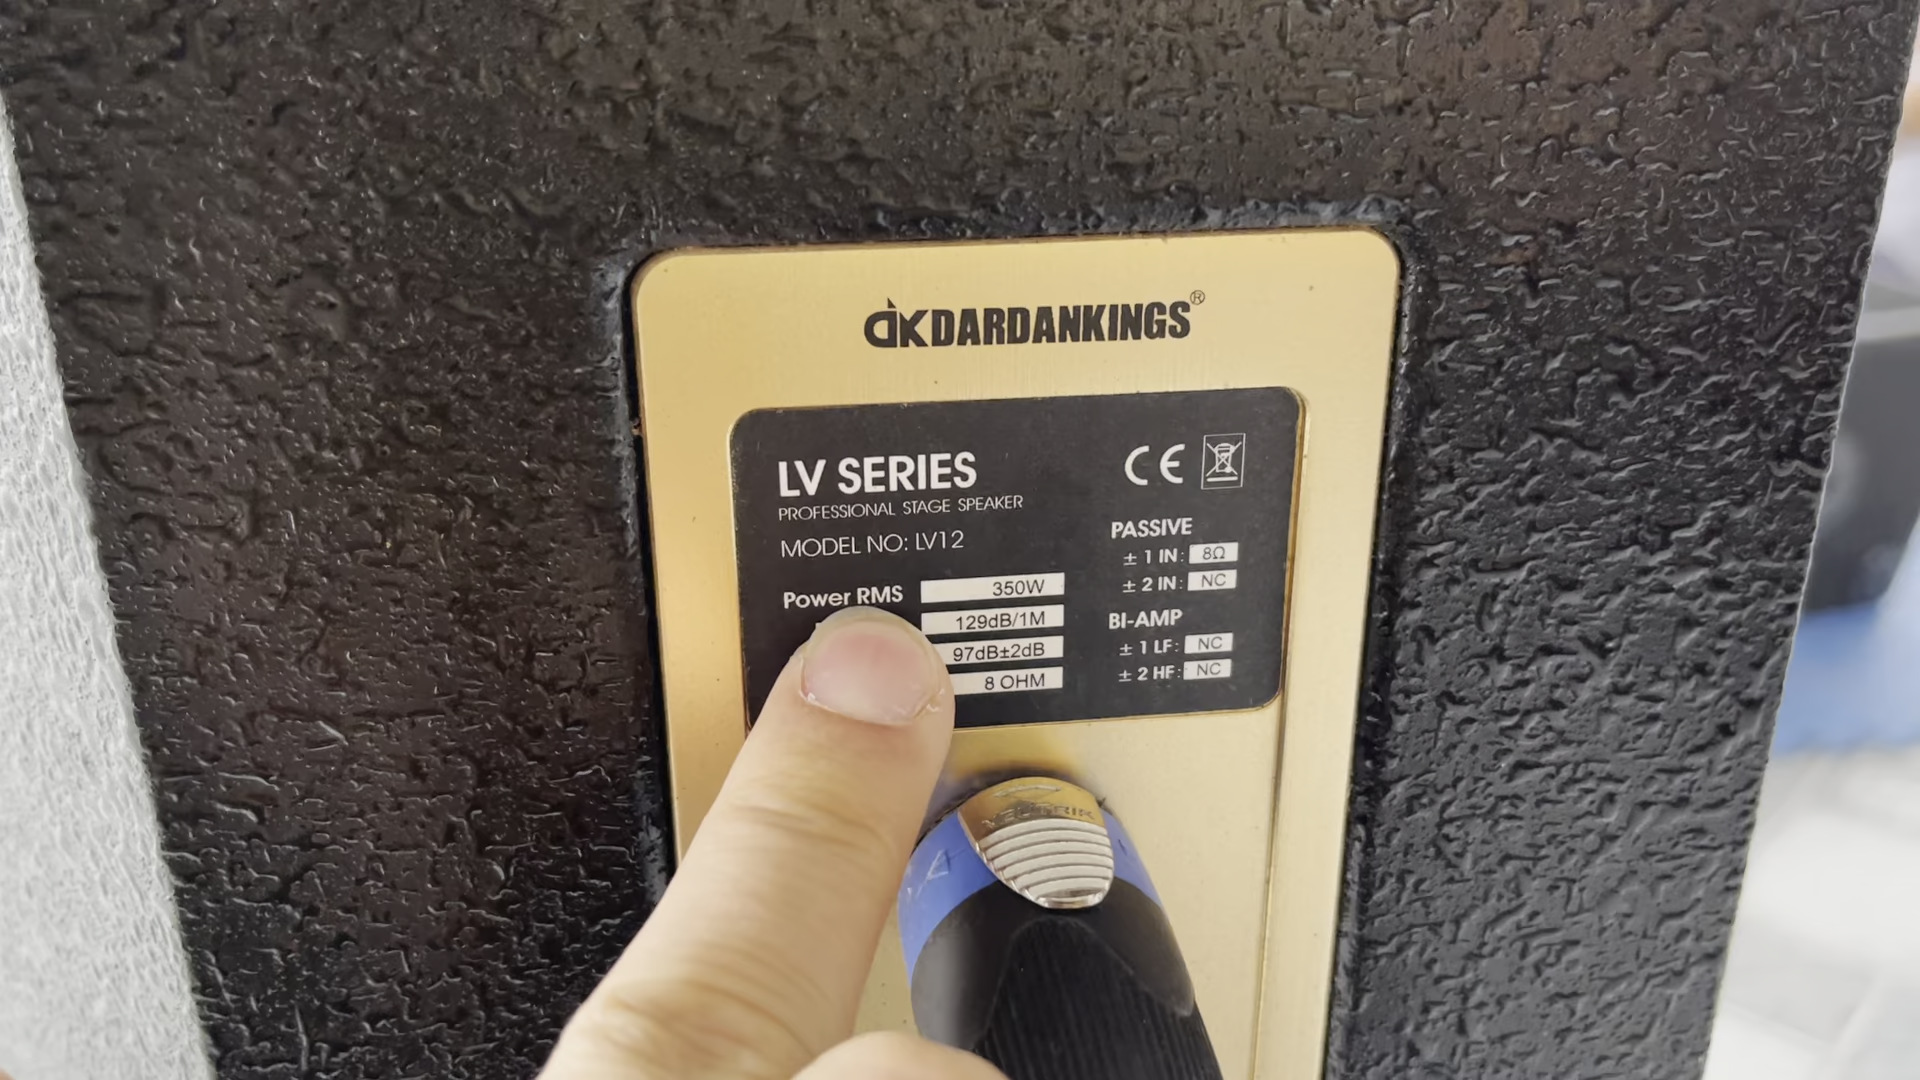 DK DARDANKINGS®
LV SERIES
PROFESSIONAL STAGE SPEAKER
MODEL NO: LV12
Power RMS 350W
129dB/1M
97dB±2dB
8 OHM
CE
PASSIVE
± 1 IN: 8Ω
± 2 IN: NC
BI-AMP
± 1 LF: NC
± 2 HF: NC